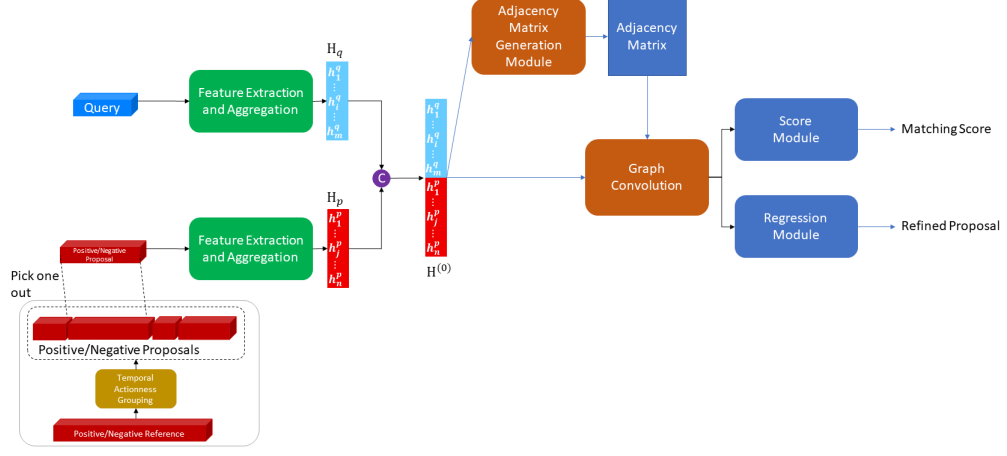 Adjacency
Matrix
Generation
Module
Adjacency
Matrix
H_q
Query
Feature Extraction
and Aggregation
h_1^q
⋮
h_i^q
⋮
h_m^q
C
h_1^q
⋮
h_i^q
⋮
h_m^q
h_1^p
⋮
h_j^p
⋮
h_n^p
H^(0)
Graph
Convolution
Score
Module
Matching Score
Regression
Module
Refined Proposal
H_p
Positive/Negative
Proposal
Feature Extraction
and Aggregation
h_1^p
⋮
h_j^p
⋮
h_n^p
Pick one
out
Positive/Negative Proposals
Temporal
Actionness
Grouping
Positive/Negative Reference